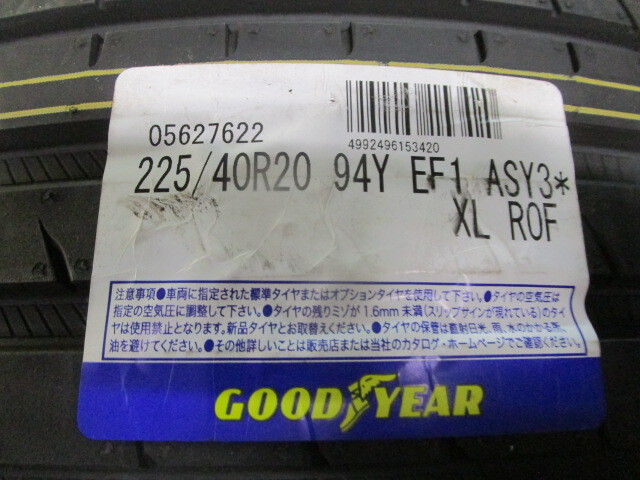 05627622
4992496153420
225/40R20 94Y EF1 ASY3*
XL ROF
注意事項●車両に指定された標準タイヤまたはオプションタイヤを使用して下さい。●タイヤの空気圧は
指定の空気圧に調整して下さい。●タイヤの残りミゾが1.6mm未満(スリップサインが現れている)のタイ
ヤは使用禁止となります。新品タイヤとお取替えください。●タイヤの保管は直射日光、雨、水のかかる所、
油を避けてください。●その他詳しいことは販売店または当社のカタログ・ホームページでご確認ください。
GOOD YEAR